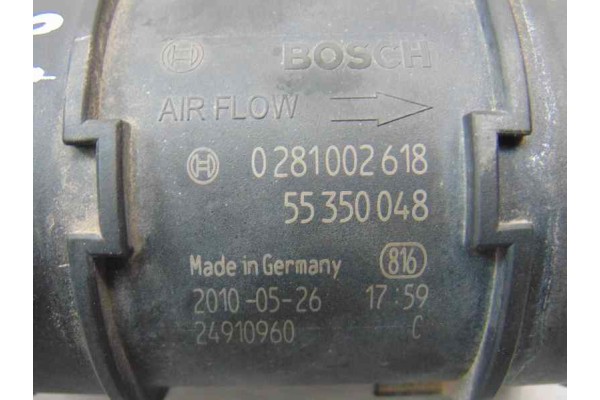 BOSCH
AIR FLOW
0 281 002 618
55 350 048
Made in Germany 816
2010-05-26 17:59
24910960 C